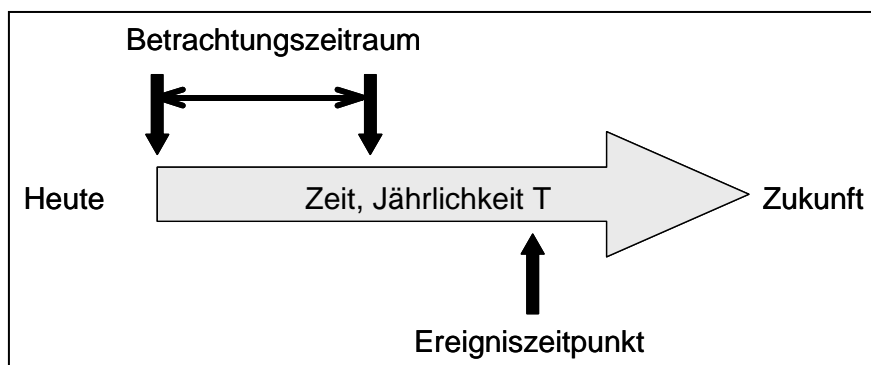 Betrachtungszeitraum
Heute
Zeit, Jährlichkeit T
Zukunft
Ereigniszeitpunkt